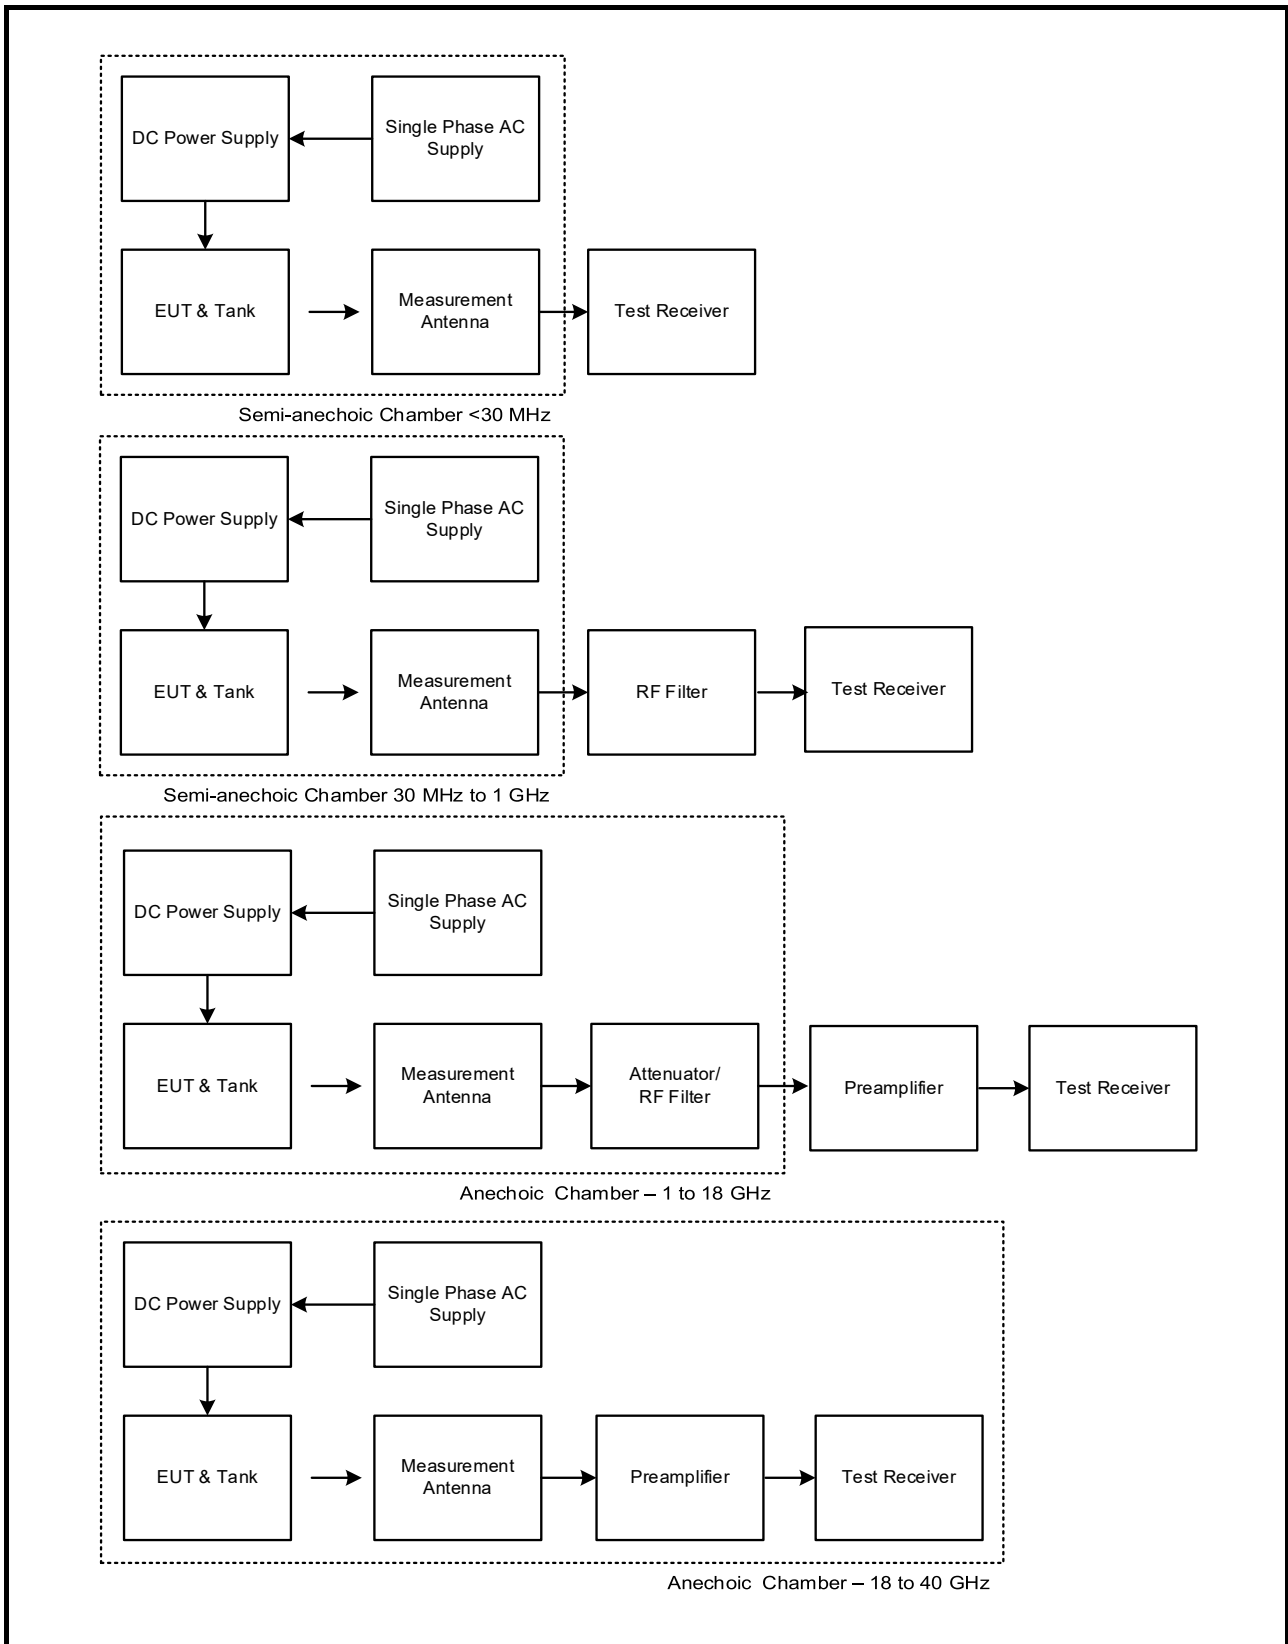 DC Power Supply
Single Phase AC
Supply
EUT & Tank
Measurement
Antenna
Test Receiver
Semi-anechoic Chamber <30 MHz
DC Power Supply
Single Phase AC
Supply
EUT & Tank
Measurement
Antenna
RF Filter
Test Receiver
Semi-anechoic Chamber 30 MHz to 1 GHz
DC Power Supply
Single Phase AC
Supply
EUT & Tank
Measurement
Antenna
Attenuator/
RF Filter
Preamplifier
Test Receiver
Anechoic Chamber – 1 to 18 GHz
DC Power Supply
Single Phase AC
Supply
EUT & Tank
Measurement
Antenna
Preamplifier
Test Receiver
Anechoic Chamber – 18 to 40 GHz